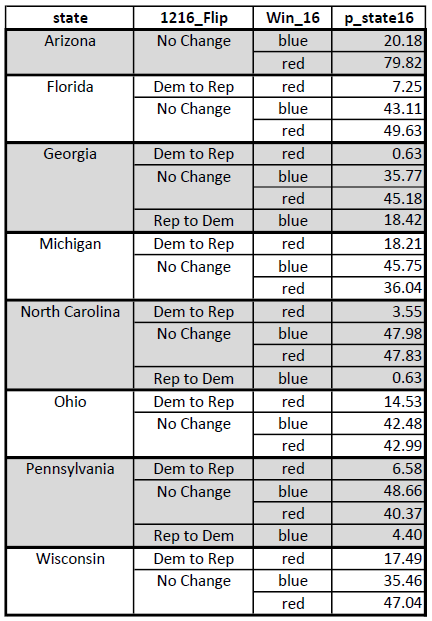 state 1216_Flip Win_16 p_state16
Arizona No Change blue 20.18
red 79.82
Florida Dem to Rep red 7.25
No Change blue 43.11
red 49.63
Georgia Dem to Rep red 0.63
No Change blue 35.77
red 45.18
Rep to Dem blue 18.42
Michigan Dem to Rep red 18.21
No Change blue 45.75
red 36.04
North Carolina Dem to Rep red 3.55
No Change blue 47.98
red 47.83
Rep to Dem blue 0.63
Ohio Dem to Rep red 14.53
No Change blue 42.48
red 42.99
Pennsylvania Dem to Rep red 6.58
No Change blue 48.66
red 40.37
Rep to Dem blue 4.40
Wisconsin Dem to Rep red 17.49
No Change blue 35.46
red 47.04